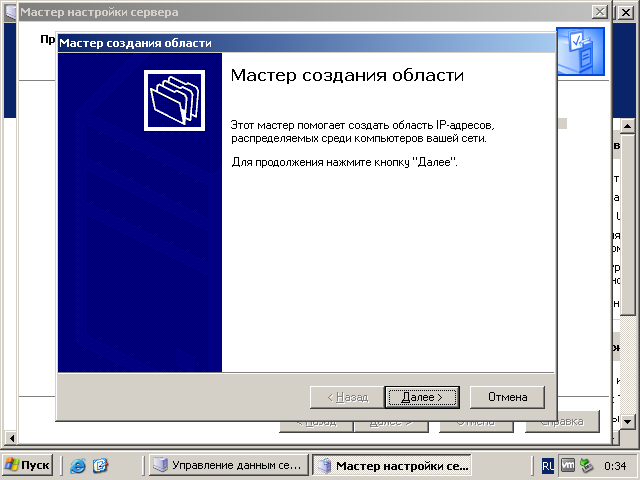 Мастер настройки сервера
Пр
Мастер создания области
Мастер создания области
Этот мастер помогает создать область IP-адресов,
распределяемых среди компьютеров вашей сети.
Для продолжения нажмите кнопку "Далее".
< Назад
Далее >
Отмена
< Назад
Далее >
Отмена
Справка
Пуск
Управление данным се...
Мастер настройки се...
RU
vm
0:34